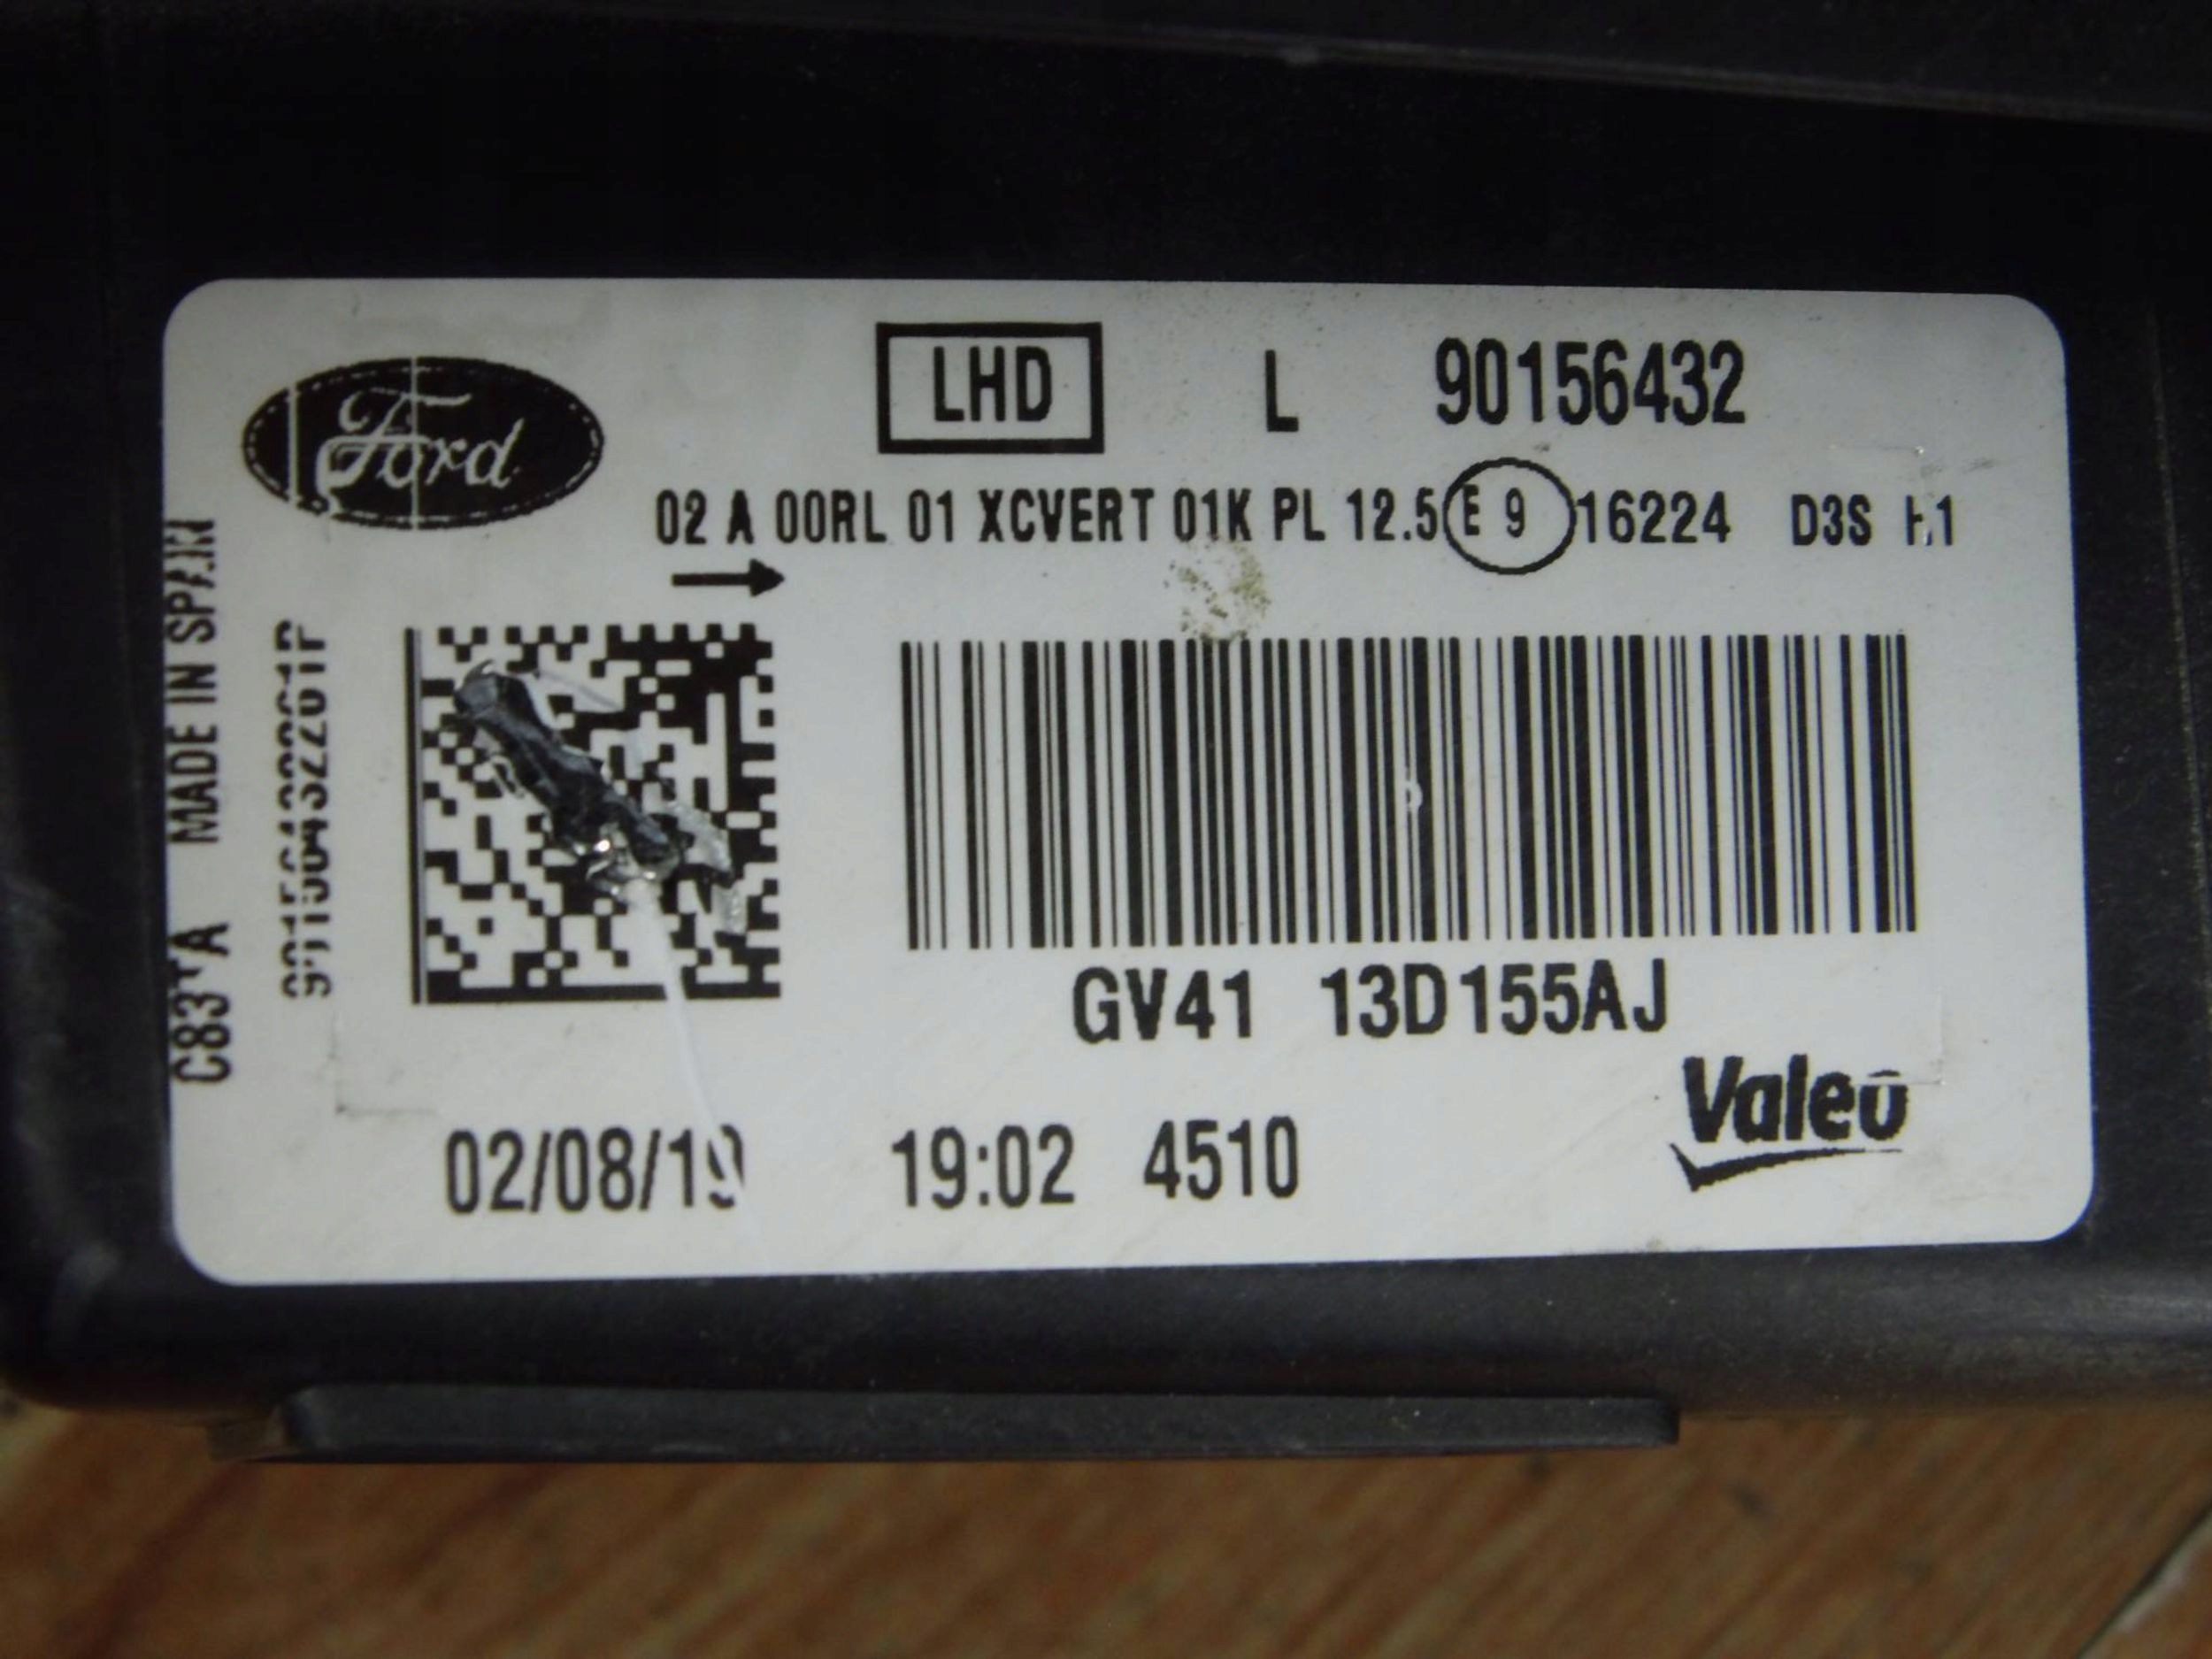 Ford
LHD L 90156432
02 A 00RL 01 XCVERT 01K PL 12.5 E 9 16224 D3S H1
MADE IN SPAIN
GV41 13D155AJ
Valeo
02/08/19 19:02 4510